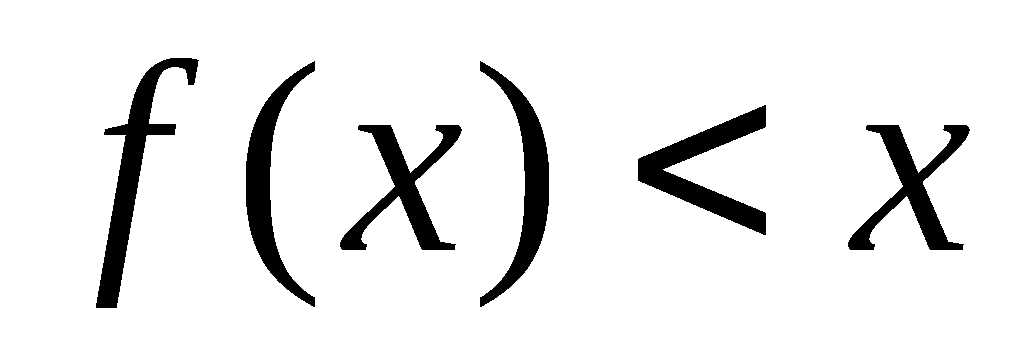 f(x) < x